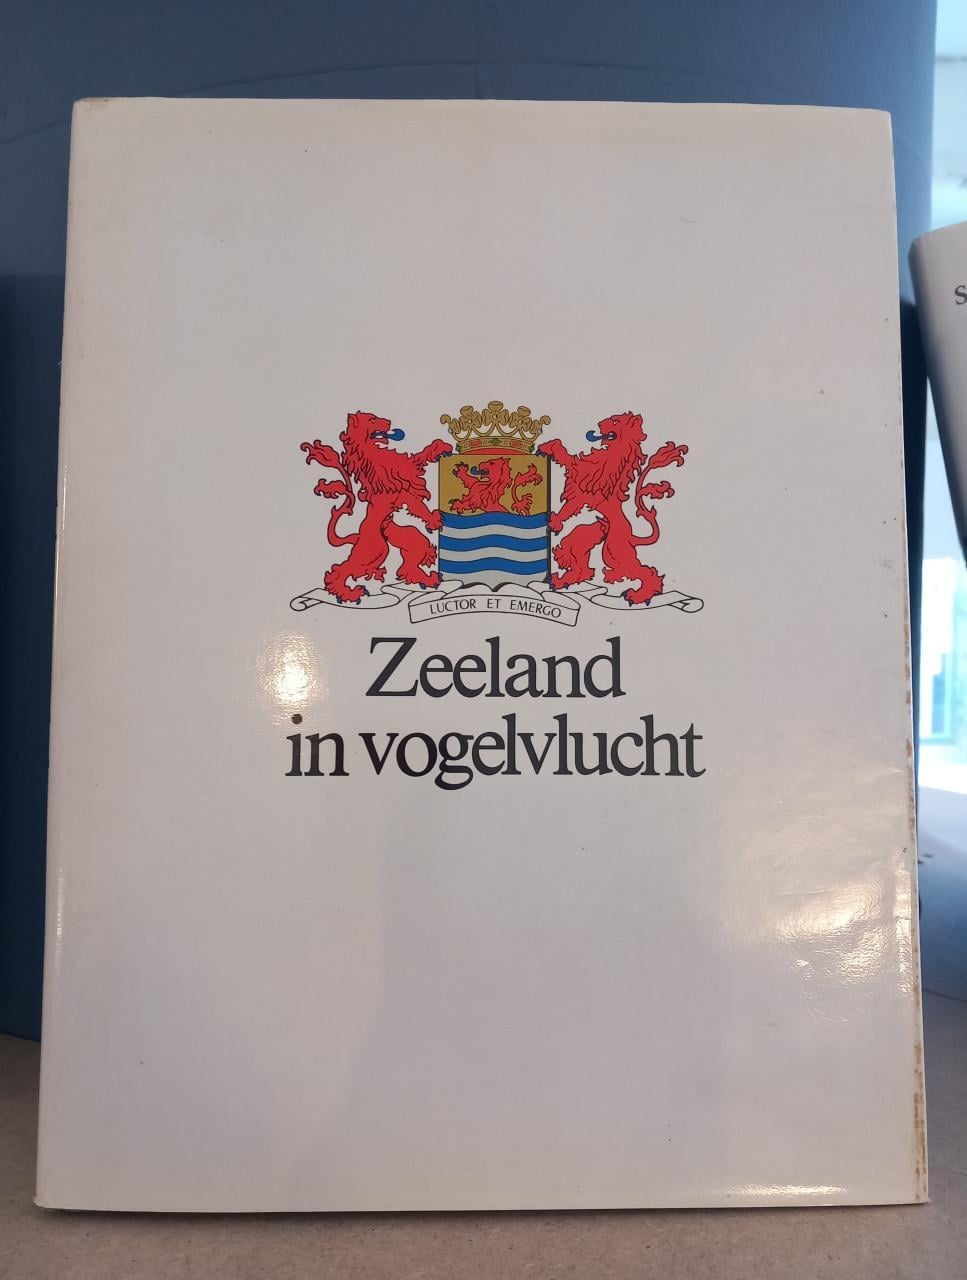 LUCTOR ET EMERGO
Zeeland
in vogelvlucht